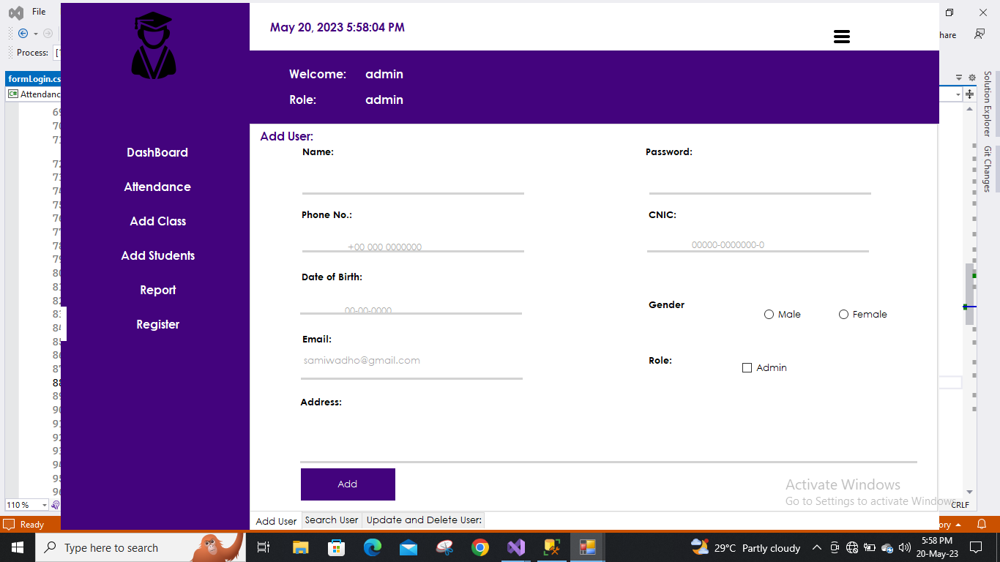 File
May 20, 2023 5:58:04 PM
hare
Process:
formLogin.cs
Attendanc
Welcome: admin
Role: admin
Solution Explorer
Git Changes
69
70
71
72
73
74
75
76
77
78
79
80
81
82
83
84
85
86
87
88
89
90
91
92
93
94
95
96
DashBoard
Attendance
Add Class
Add Students
Report
Register
Add User:
Name:
Password:
Phone No.:
+00 000 0000000
CNIC:
00000-0000000-0
Date of Birth:
00-00-0000
Gender
Male
Female
Email:
samiwadho@gmail.com
Role:
Admin
Address:
Add
Activate Windows
Go to Settings to activate Windows.
110 %
CRLF
Add User
Search User
Update and Delete User:
Ready
ory
Type here to search
29°C Partly cloudy
5:58 PM
20-May-23